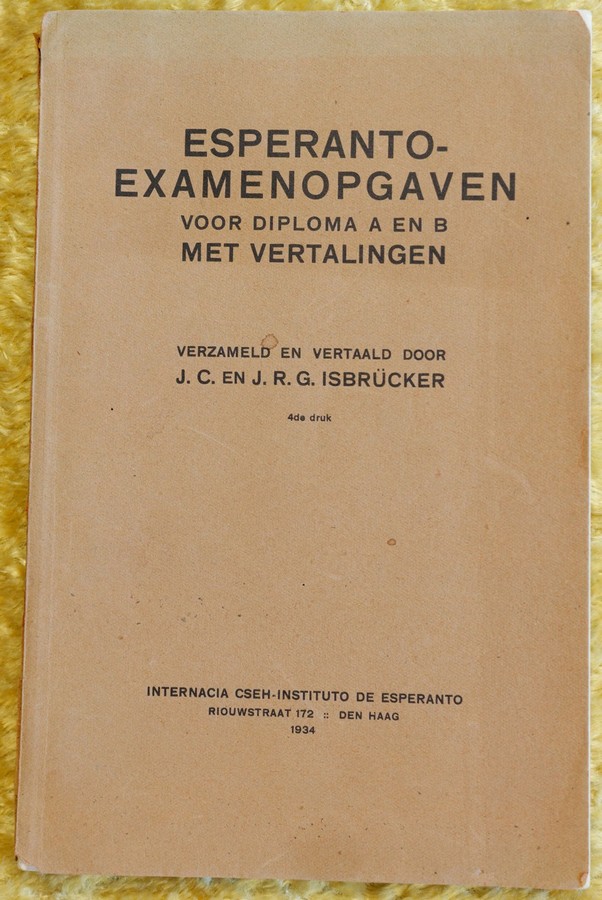 ESPERANTO-
EXAMENOPGAVEN
VOOR DIPLOMA A EN B
MET VERTALINGEN
VERZAMELD EN VERTAALD DOOR
J. C. EN J. R. G. ISBRÜCKER
4de druk
INTERNACIA CSEH-INSTITUTO DE ESPERANTO
RIOUWSTRAAT 172 :: DEN HAAG
1934